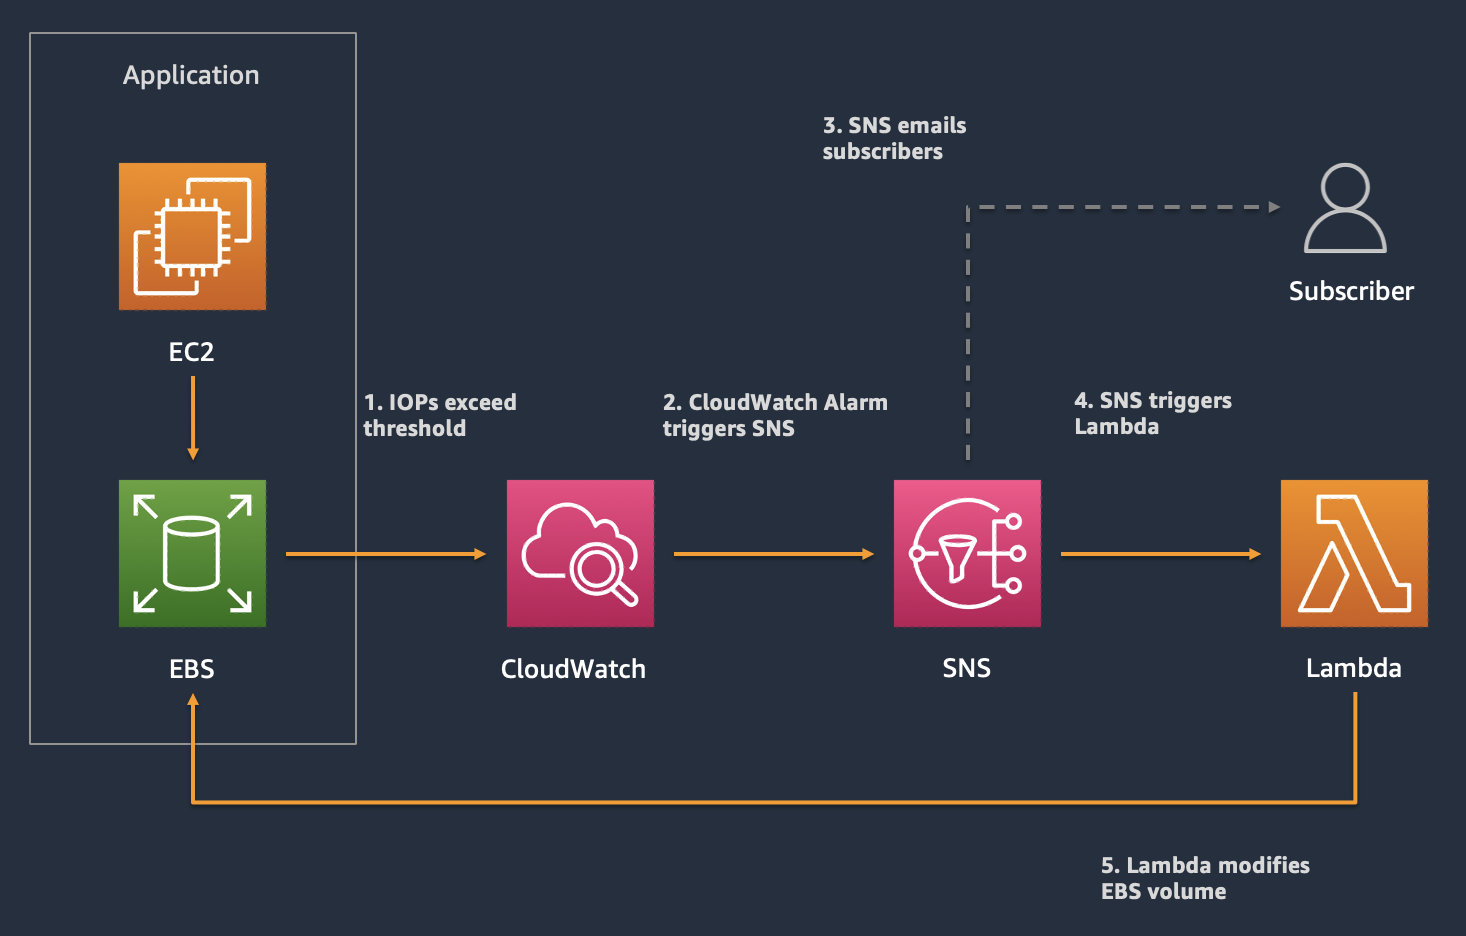 Application
3. SNS emails
subscribers
Subscriber
EC2
1. IOPs exceed
threshold
2. CloudWatch Alarm
triggers SNS
4. SNS triggers
Lambda
EBS
CloudWatch
SNS
Lambda
5. Lambda modifies
EBS volume